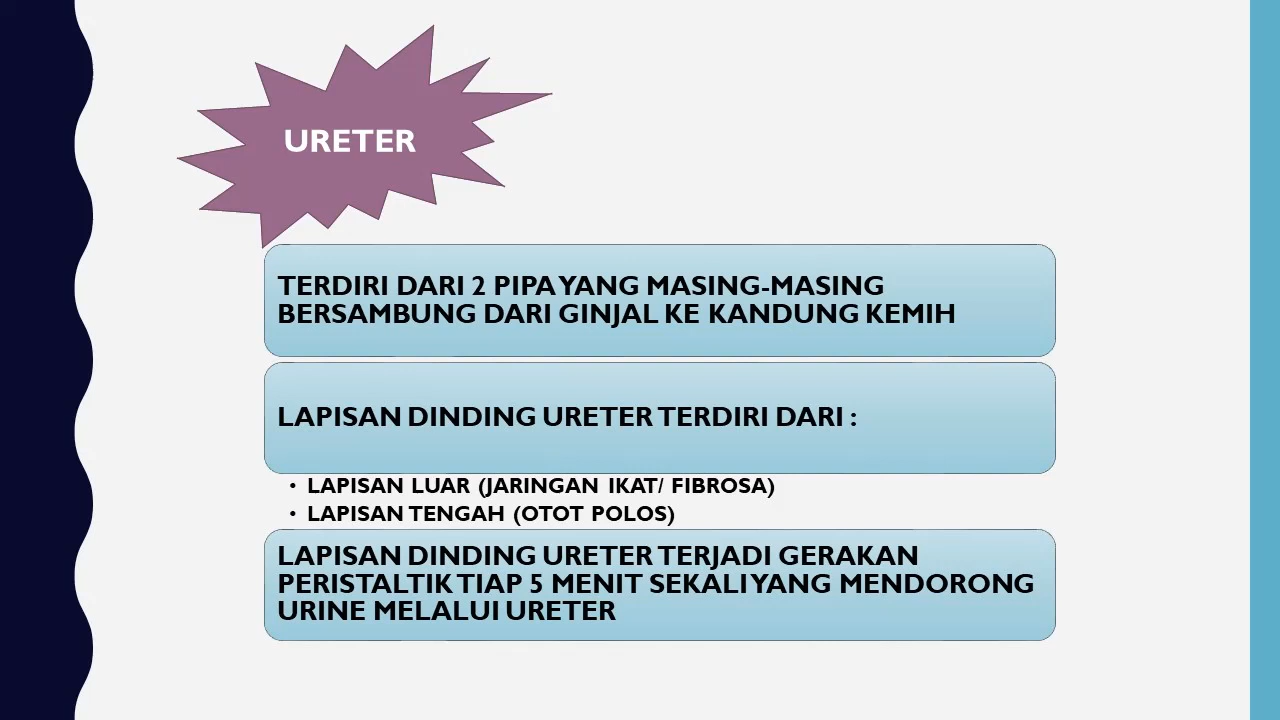 URETER
TERDIRI DARI 2 PIPA YANG MASING-MASING
BERSAMBUNG DARI GINJAL KE KANDUNG KEMIH
LAPISAN DINDING URETER TERDIRI DARI :
• LAPISAN LUAR (JARINGAN IKAT/ FIBROSA)
• LAPISAN TENGAH (OTOT POLOS)
LAPISAN DINDING URETER TERJADI GERAKAN
PERISTALTIK TIAP 5 MENIT SEKALI YANG MENDORONG
URINE MELALUI URETER